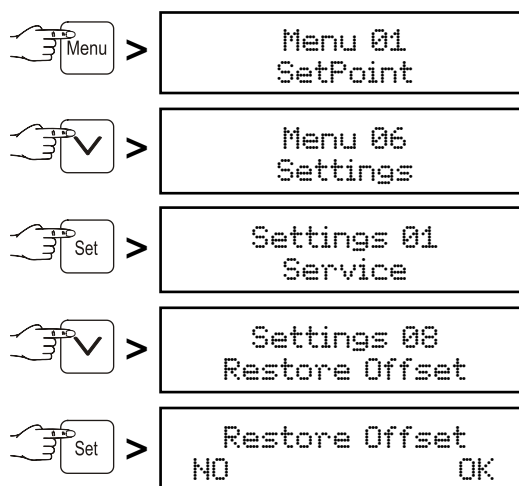 Menu > Menu 01
SetPoint
> Menu 06
Settings
Set > Settings 01
Service
> Settings 08
Restore Offset
Set > Restore Offset
NO OK